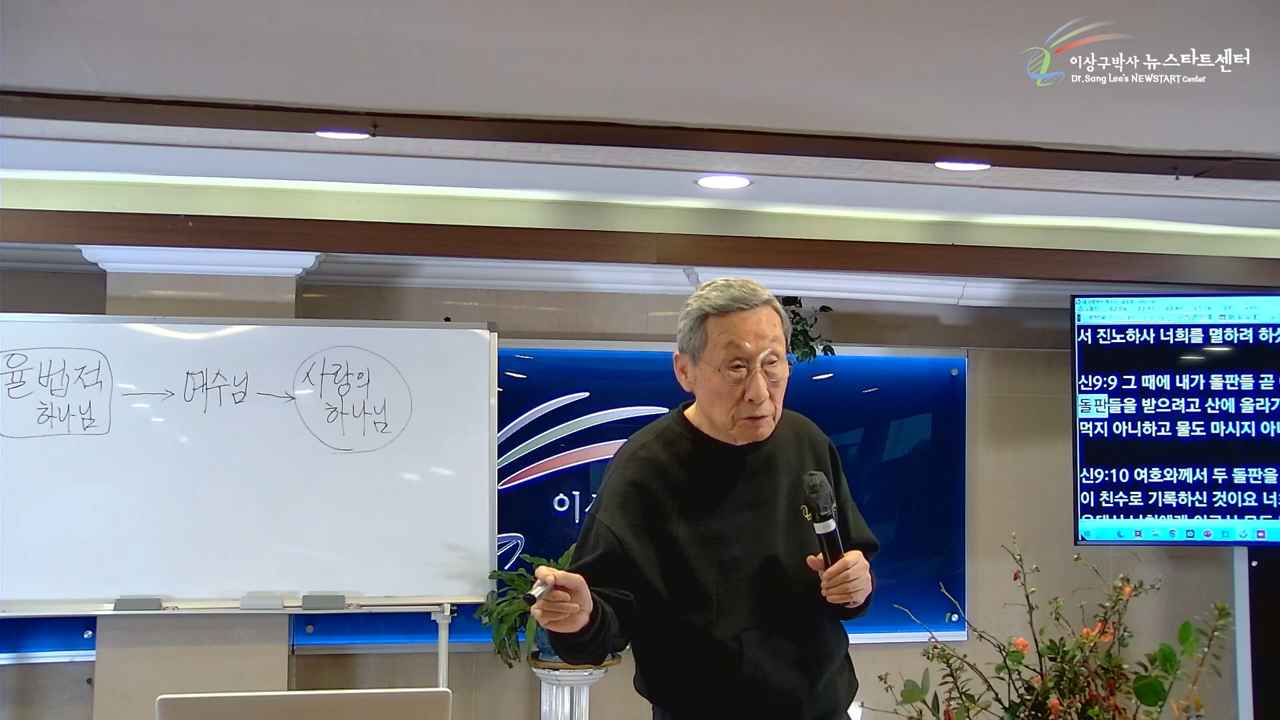 이상구박사 뉴스타트센터
Dr. Sang Lee's NEWSTART Center
율법적
하나님
예수님
사랑의
하나님
이상
서 진노하사 너희를 멸하려 하
신9:9 그 때에 내가 돌판들 곧
돌판들을 받으려고 산에 올라가
먹지 아니하고 물도 마시지 아니
신9:10 여호와께서 두 돌판을
이 친수로 기록하신 것이요 너